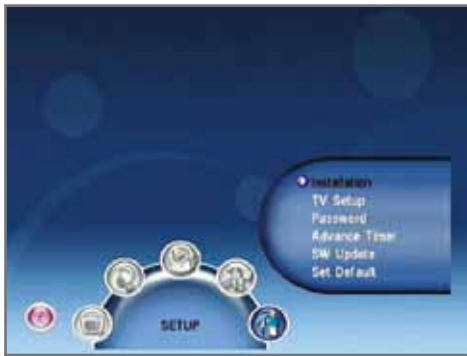 Installation
TV Setup
Password
Advance Timer
SW Update
Set Default
SETUP